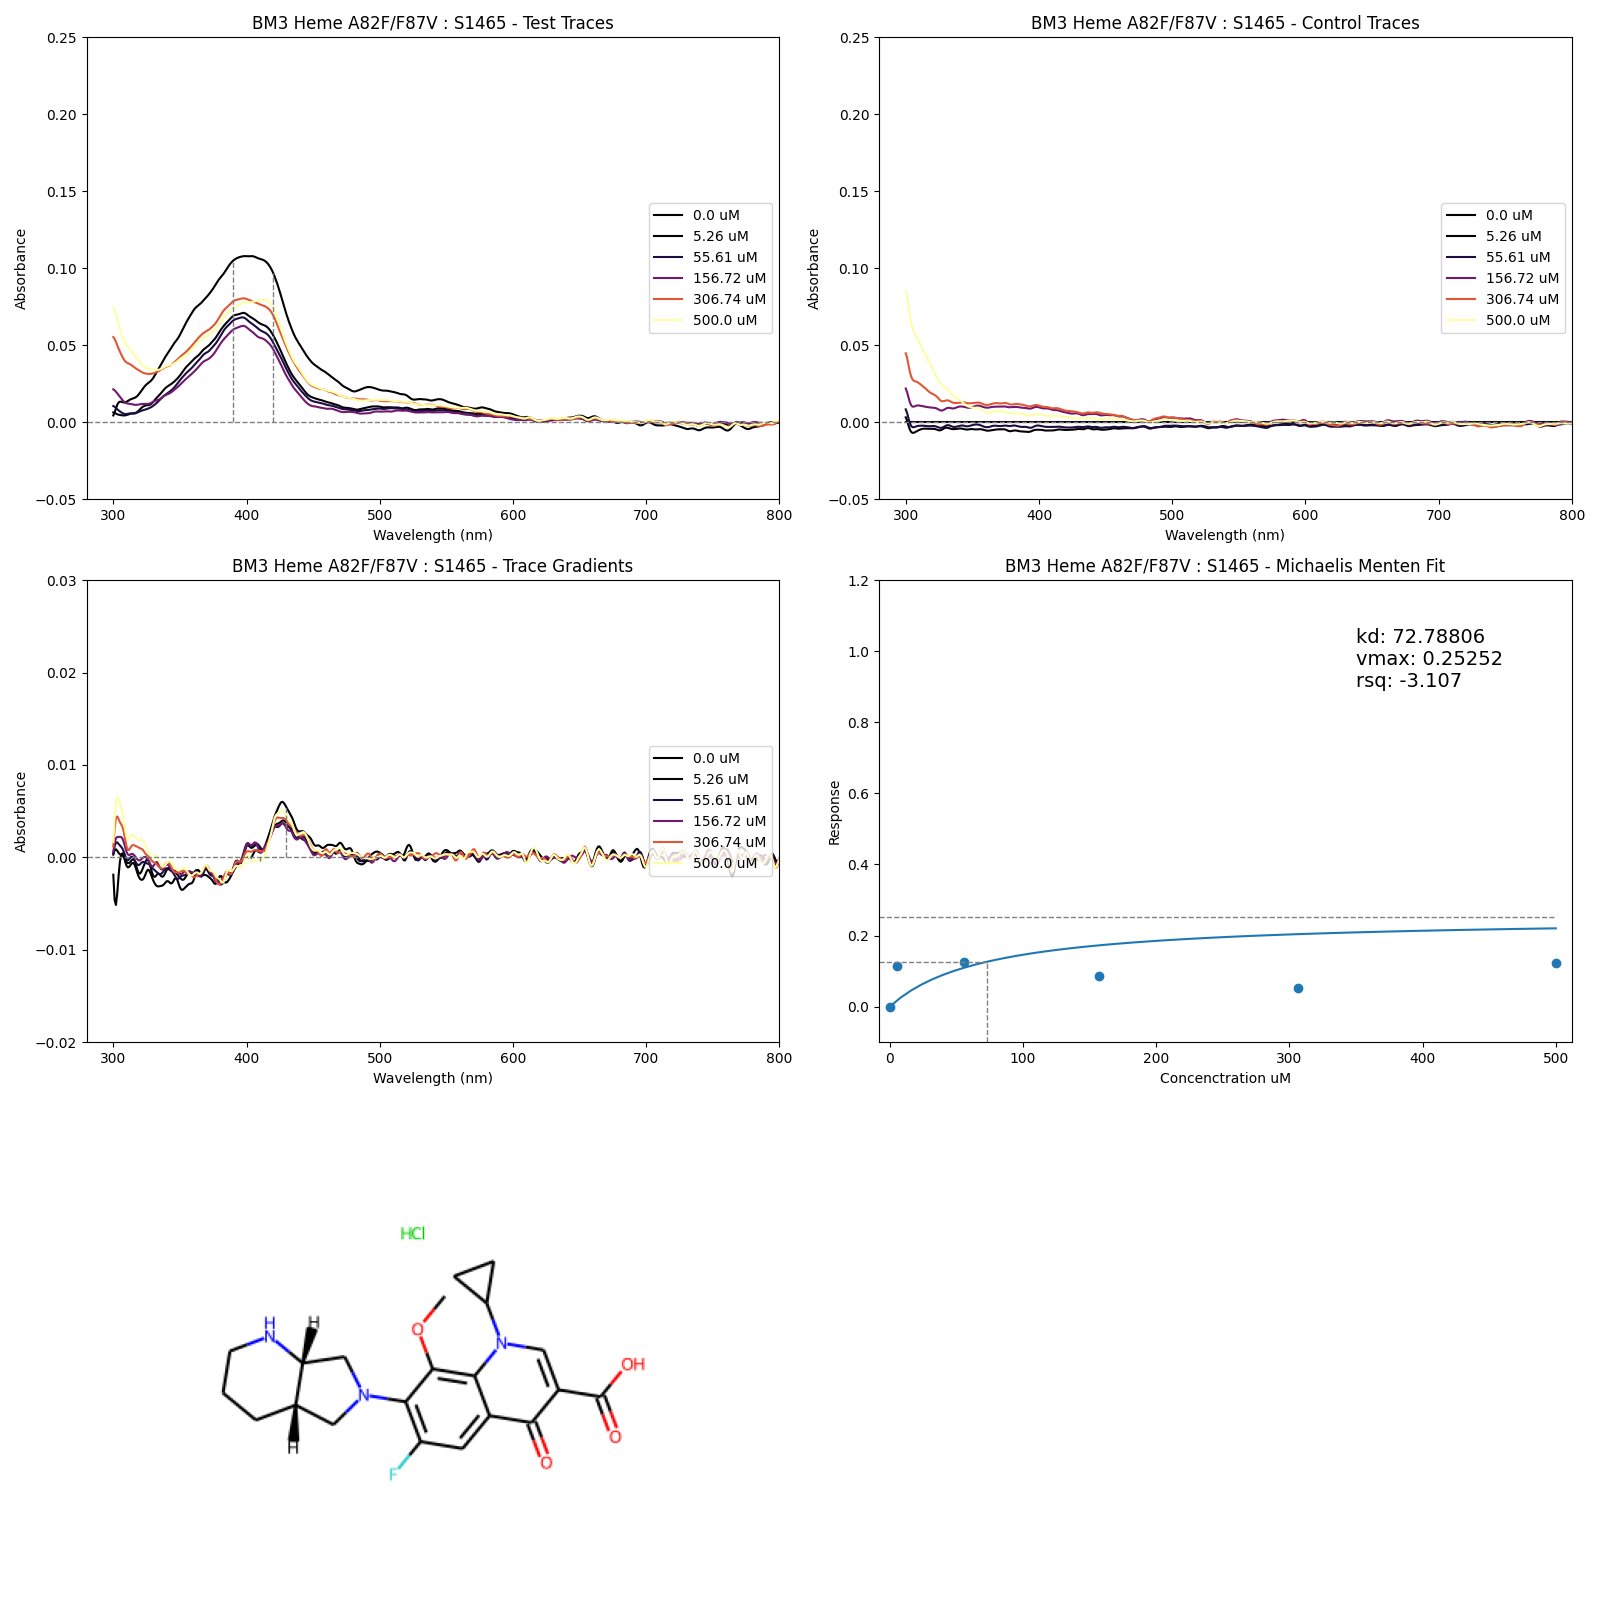 BM3 Heme A82F/F87V : S1465 - Test Traces
0.25
0.20
0.15
0.10
0.05
0.00
−0.05
Absorbance
300 400 500 600 700 800
Wavelength (nm)
0.0 uM
5.26 uM
55.61 uM
156.72 uM
306.74 uM
500.0 uM
BM3 Heme A82F/F87V : S1465 - Control Traces
0.25
0.20
0.15
0.10
0.05
0.00
−0.05
Absorbance
300 400 500 600 700 800
Wavelength (nm)
0.0 uM
5.26 uM
55.61 uM
156.72 uM
306.74 uM
500.0 uM
BM3 Heme A82F/F87V : S1465 - Trace Gradients
0.03
0.02
0.01
0.00
−0.01
−0.02
Absorbance
300 400 500 600 700 800
Wavelength (nm)
0.0 uM
5.26 uM
55.61 uM
156.72 uM
306.74 uM
500.0 uM
BM3 Heme A82F/F87V : S1465 - Michaelis Menten Fit
1.2
1.0
0.8
0.6
0.4
0.2
0.0
Response
0 100 200 300 400 500
Concenctration uM
kd: 72.78806
vmax: 0.25252
rsq: -3.107
HCl
H
N
H
O
N
OH
N
O
H
O
F